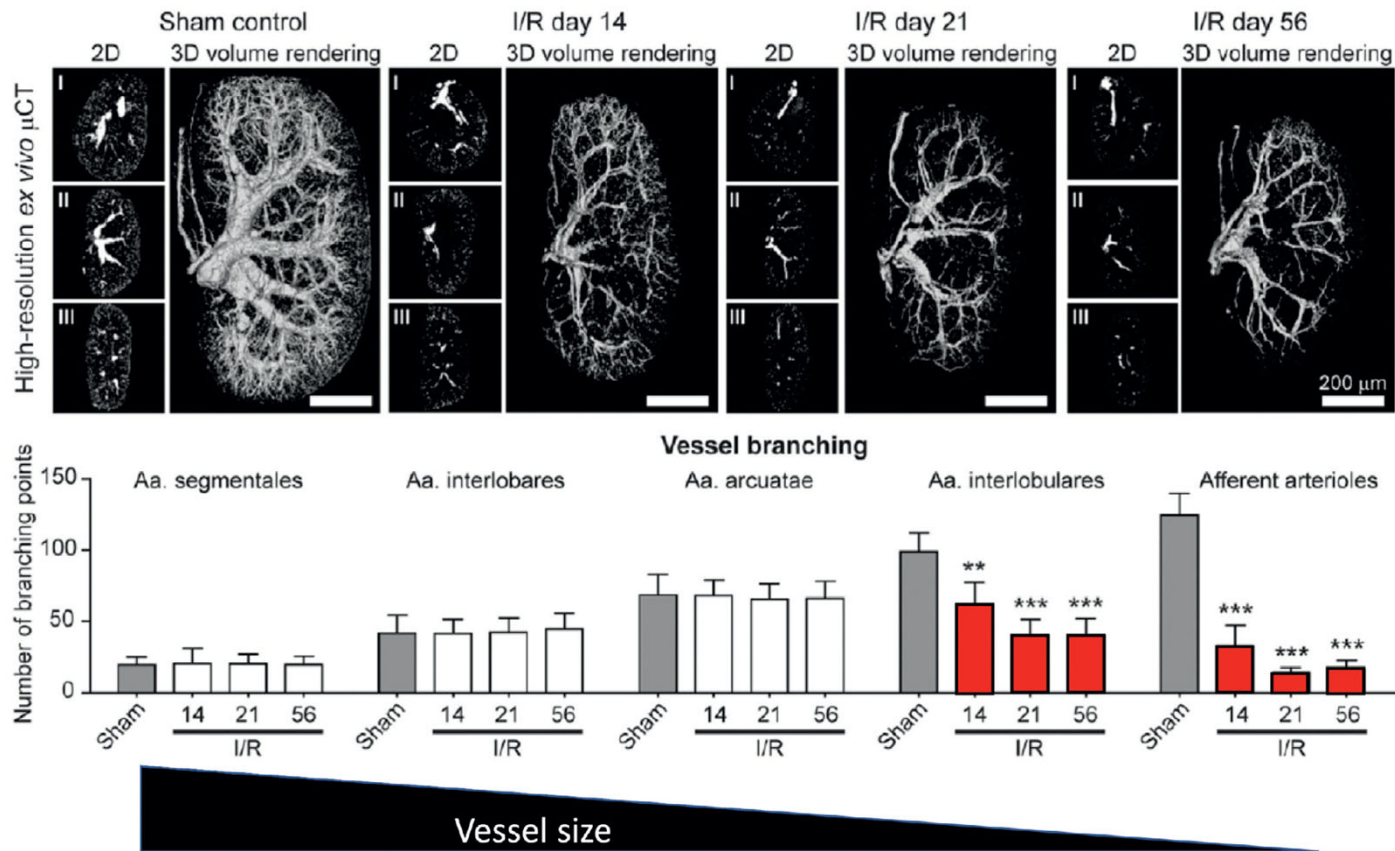 Sham control
I/R day 14
I/R day 21
I/R day 56
2D
3D volume rendering
2D
3D volume rendering
2D
3D volume rendering
2D
3D volume rendering
High-resolution ex vivo μCT
I
II
III
I
II
III
I
II
III
I
II
III
200 μm
Vessel branching
Number of branching points
150
100
50
0
Aa. segmentales
Aa. interlobares
Aa. arcuatae
Aa. interlobulares
Afferent arterioles
**
***
***
***
***
***
Sham 14 21 56
I/R
Sham 14 21 56
I/R
Sham 14 21 56
I/R
Sham 14 21 56
I/R
Sham 14 21 56
I/R
Vessel size